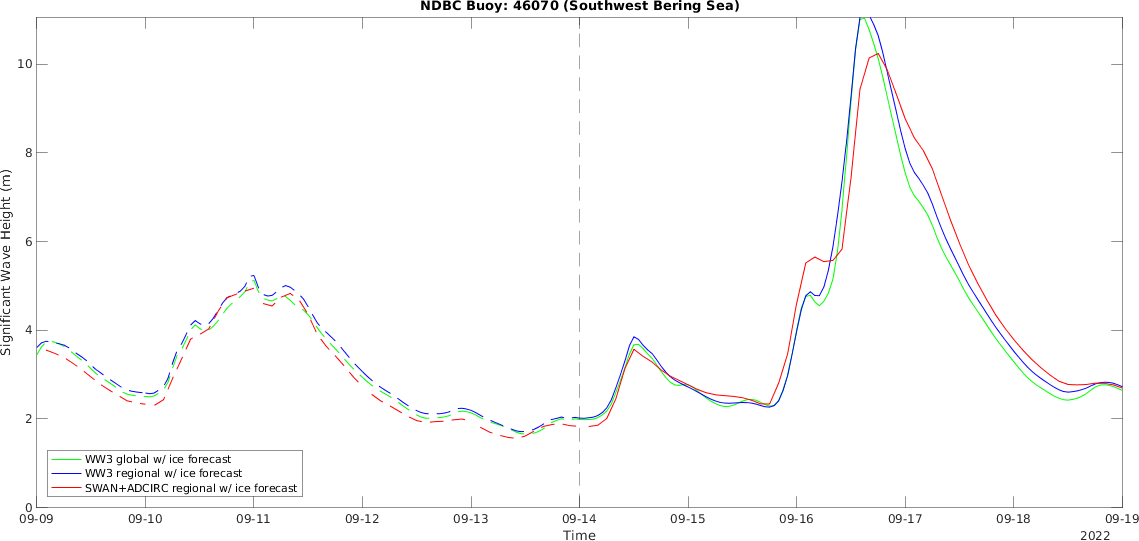 NDBC Buoy: 46070 (Southwest Bering Sea)
Significant Wave Height (m)
10
8
6
4
2
0
WW3 global w/ ice forecast
WW3 regional w/ ice forecast
SWAN+ADCIRC regional w/ ice forecast
09-09 09-10 09-11 09-12 09-13 09-14 09-15 09-16 09-17 09-18 09-19
Time
2022